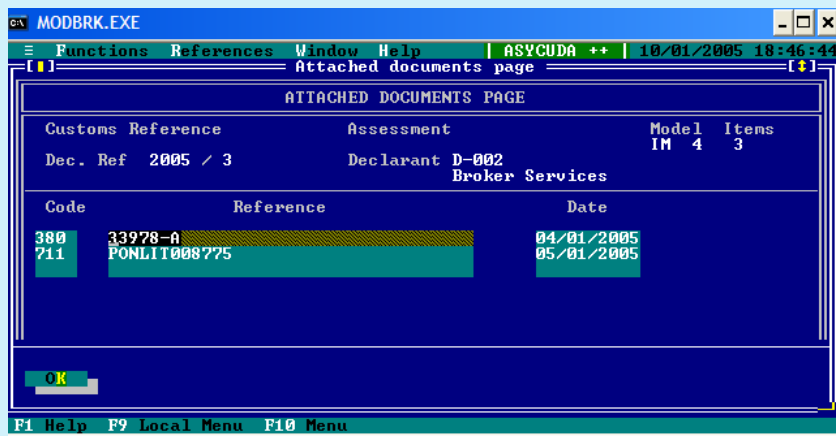 MODBRK.EXE
≡ Functions References Window Help | ASYCUDA ++ | 10/01/2005 18:46:44
Attached documents page
ATTACHED DOCUMENTS PAGE
Customs Reference Assessment Model Items
IM 4 3
Dec. Ref 2005 / 3 Declarant D-002
Broker Services
Code Reference Date
380 33978-A 04/01/2005
711 PONLIT008775 05/01/2005
OK
F1 Help F9 Local Menu F10 Menu